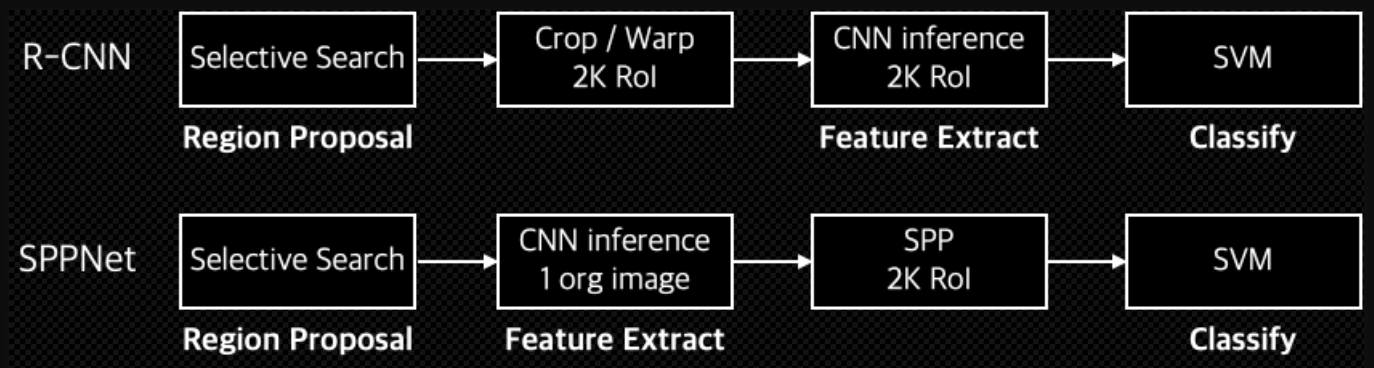 R-CNN
Selective Search
Crop / Warp
2K RoI
CNN inference
2K RoI
SVM
Region Proposal
Feature Extract
Classify
SPPNet
Selective Search
CNN inference
1 org image
SPP
2K RoI
SVM
Region Proposal
Feature Extract
Classify